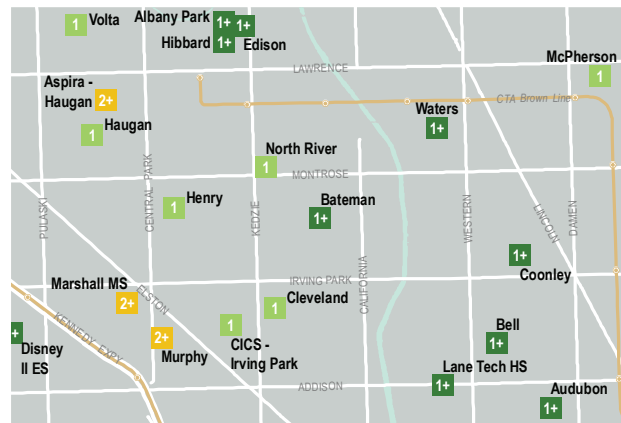 Volta
1
Albany Park
1+
1+
Hibbard
1+
Edison
McPherson
1
LAWRENCE
Aspira -
Haugan
2+
CTA Brown Line
Waters
1+
1
Haugan
North River
1
MONTROSE
CENTRAL PARK
PULASKI
KEDZIE
CALIFORNIA
WESTERN
LINCOLN
DAMEN
1
Henry
Bateman
1+
1+
Coonley
IRVING PARK
Marshall MS
2+
ELSTON
1
Cleveland
KENNEDY EXPY
Disney
II ES
2+
Murphy
1
CICS -
Irving Park
Bell
1+
Lane Tech HS
1+
ADDISON
Audubon
1+